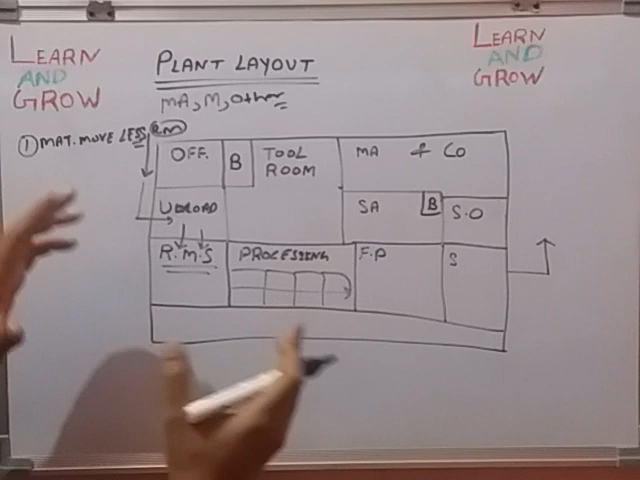 LEARN
AND
GROW
PLANT LAYOUT
MA, M, Other
LEARN
AND
GROW
① MAT. MOVE LESS RM
OFF.
B
TOOL
ROOM
MA & CO
UNLOAD
SA
B
S.O
R.M.S
PROCESSING
F.P
S